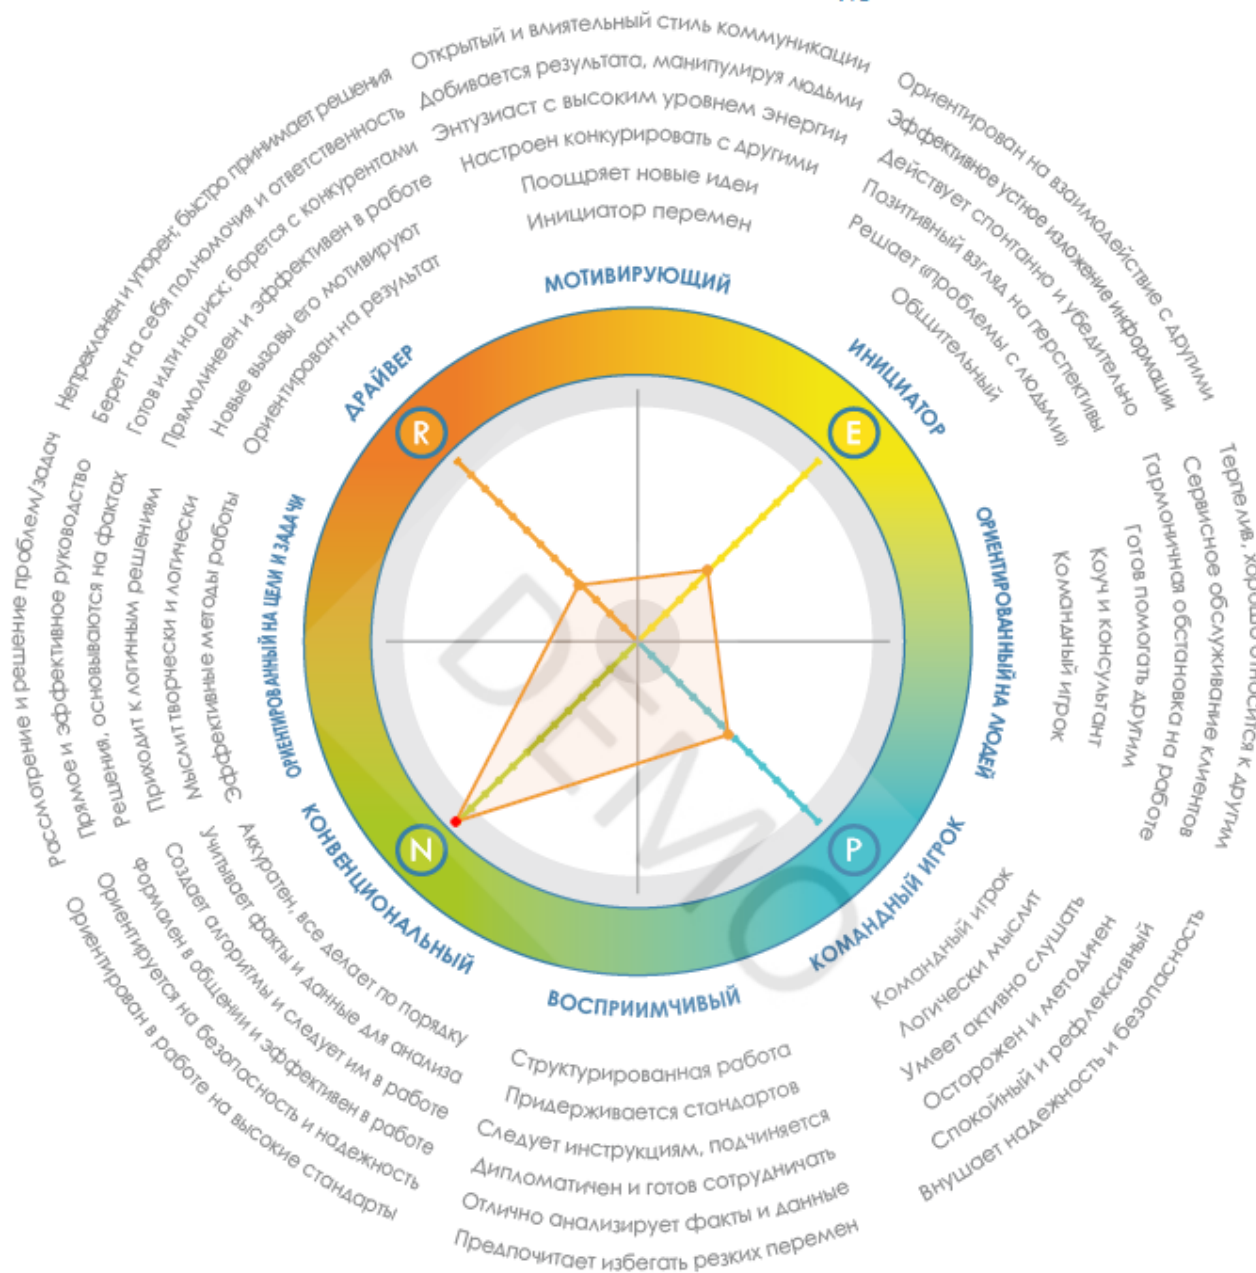 Открытый и влиятельный стиль коммуникации
Добивается результата, манипулируя людьми
Энтузиаст с высоким уровнем энергии
Настроен конкурировать с другими
Поощряет новые идеи
Инициатор перемен
МОТИВИРУЮЩИЙ
Ориентирован на взаимодействие с другими
Эффективное устное изложение информации
Действует спонтанно и убедительно
Позитивный взгляд на перспективы
Решает «проблемы с людьми»
Общительный
ИНИЦИАТОР
E
Терпелив, хорошо относится к другим
Сервисное обслуживание клиентов
Гармоничная обстановка на работе
Готов помогать другим
Коуч и консультант
Командный игрок
ОРИЕНТИРОВАННЫЙ НА ЛЮДЕЙ
P
КОМАНДНЫЙ ИГРОК
Командный игрок
Логически мыслит
Умеет активно слушать
Осторожен и методичен
Спокойный и рефлексивный
Внушает надежность и безопасность
ВОСПРИИМЧИВЫЙ
Структурированная работа
Придерживается стандартов
Следует инструкциям, подчиняется
Дипломатичен и готов сотрудничать
Отлично анализирует факты и данные
Предпочитает избегать резких перемен
N
КОНВЕНЦИОНАЛЬНЫЙ
Аккуратен, все делает по порядку
Учитывает факты и данные для анализа
Создает алгоритмы и следует им в работе
Формален в общении и эффективен в работе
Ориентируется на безопасность и надежность
Ориентирован в работе на высокие стандарты
ОРИЕНТИРОВАННЫЙ НА ЦЕЛИ И ЗАДАЧИ
Рассмотрение и решение проблем/задач
Прямое и эффективное руководство
Решения, основываются на фактах
Приходит к логичным решениям
Мыслит творчески и логически
Эффективные методы работы
R
ДРАЙВЕР
Непреклонен и упорен; быстро принимает решения
Берет на себя полномочия и ответственность
Готов идти на риск; борется с конкурентами
Прямолинеен и эффективен в работе
Новые вызовы его мотивируют
Ориентирован на результат
DEMO